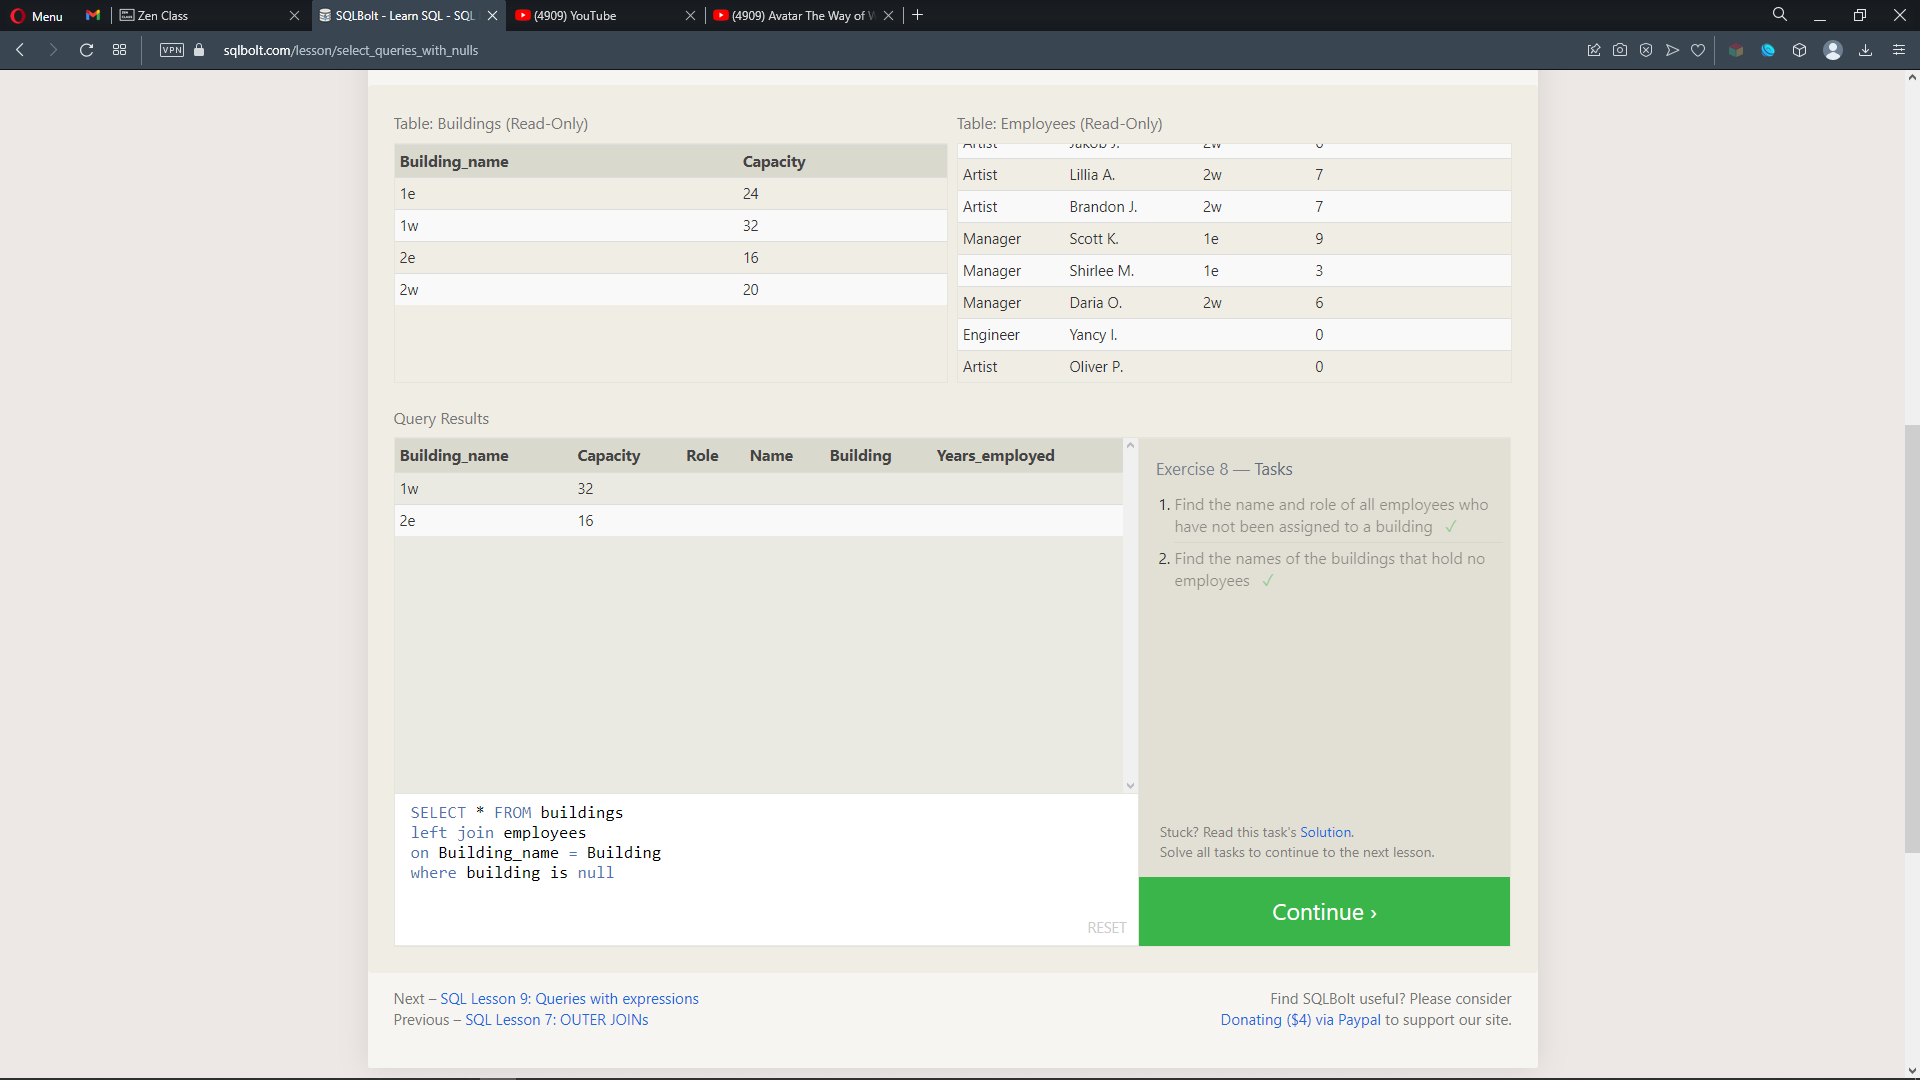 Menu
Zen Class
SQLBolt - Learn SQL - SQL
(4909) YouTube
(4909) Avatar The Way of W
VPN
sqlbolt.com/lesson/select_queries_with_nulls
Table: Buildings (Read-Only)
Building_name Capacity
1e 24
1w 32
2e 16
2w 20
Table: Employees (Read-Only)
Artist Jakob J. 2w 6
Artist Lillia A. 2w 7
Artist Brandon J. 2w 7
Manager Scott K. 1e 9
Manager Shirlee M. 1e 3
Manager Daria O. 2w 6
Engineer Yancy I. 0
Artist Oliver P. 0
Query Results
Building_name Capacity Role Name Building Years_employed
1w 32
2e 16
Exercise 8 — Tasks
1. Find the name and role of all employees who
have not been assigned to a building ✓
2. Find the names of the buildings that hold no
employees ✓
SELECT * FROM buildings
left join employees
on Building_name = Building
where building is null
RESET
Stuck? Read this task's Solution.
Solve all tasks to continue to the next lesson.
Continue ›
Next – SQL Lesson 9: Queries with expressions
Previous – SQL Lesson 7: OUTER JOINs
Find SQLBolt useful? Please consider
Donating ($4) via Paypal to support our site.